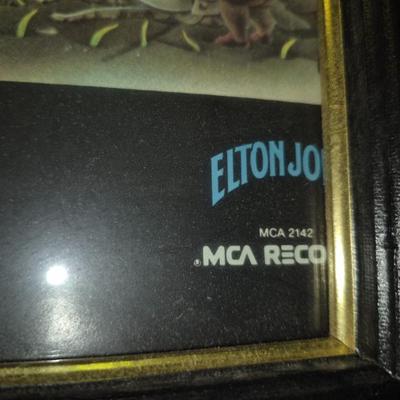 ELTON JO
MCA 2142
®MCA RECO